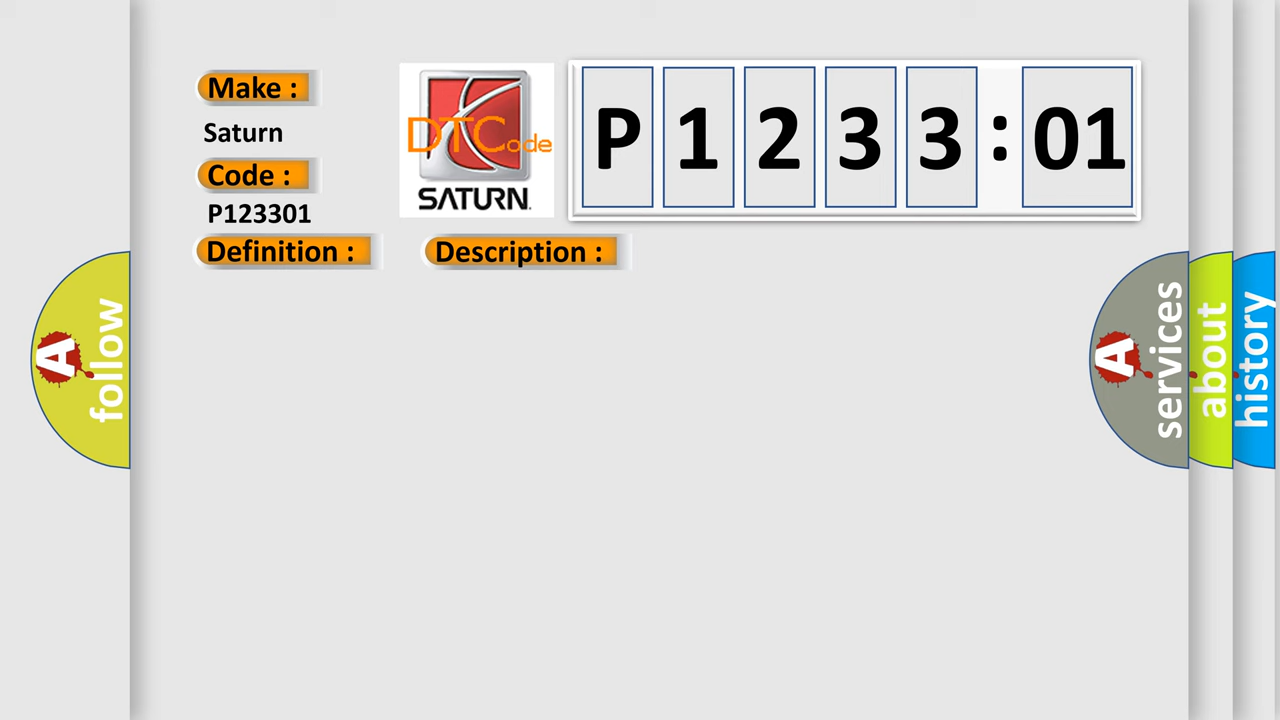 Make :
Saturn
Code :
P123301
Definition :
Description :
DTCode
SATURN
P 1 2 3 3 : 01
A follow
A services
about
history